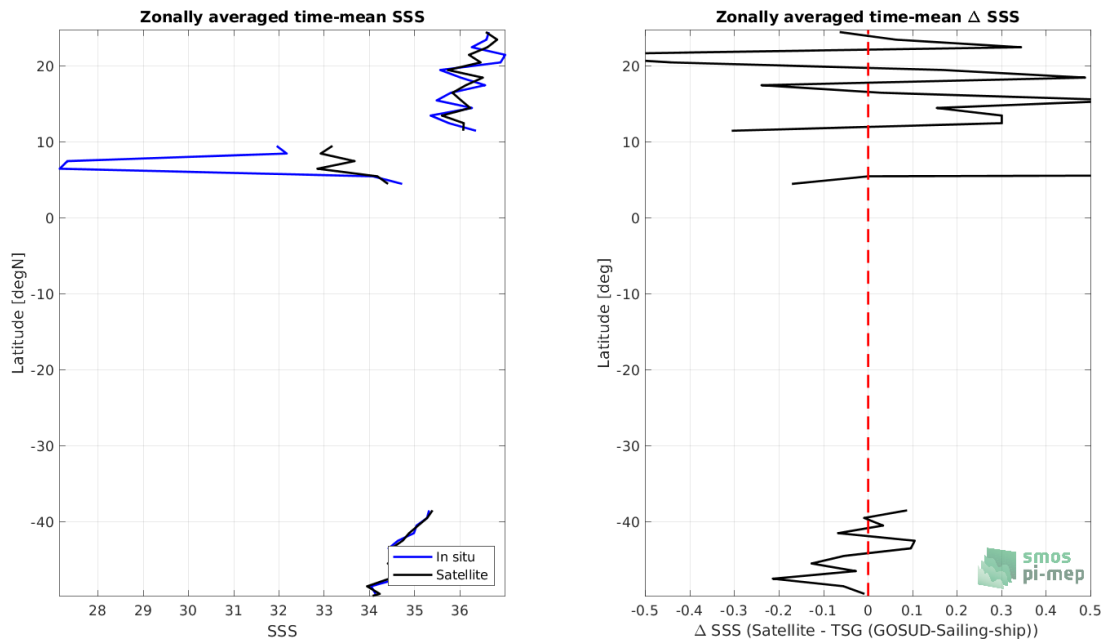 Zonally averaged time-mean SSS
20
10
0
-10
-20
-30
-40
Latitude [degN]
28 29 30 31 32 33 34 35 36
SSS
In situ
Satellite
Zonally averaged time-mean Δ SSS
20
10
0
-10
-20
-30
-40
Latitude [deg]
-0.5 -0.4 -0.3 -0.2 -0.1 0 0.1 0.2 0.3 0.4 0.5
Δ SSS (Satellite - TSG (GOSUD-Sailing-ship))
smos
pi-mep